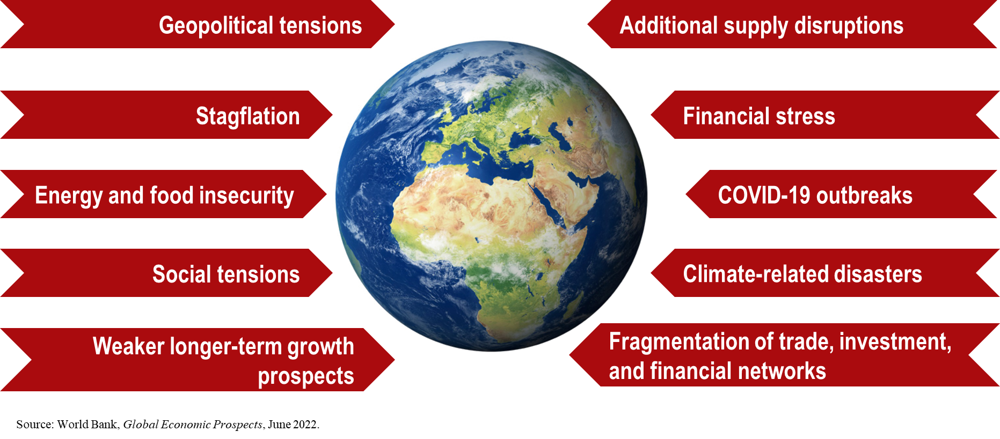 Geopolitical tensions
Stagflation
Energy and food insecurity
Social tensions
Weaker longer-term growth
prospects
Additional supply disruptions
Financial stress
COVID-19 outbreaks
Climate-related disasters
Fragmentation of trade, investment,
and financial networks
Source: World Bank, Global Economic Prospects, June 2022.